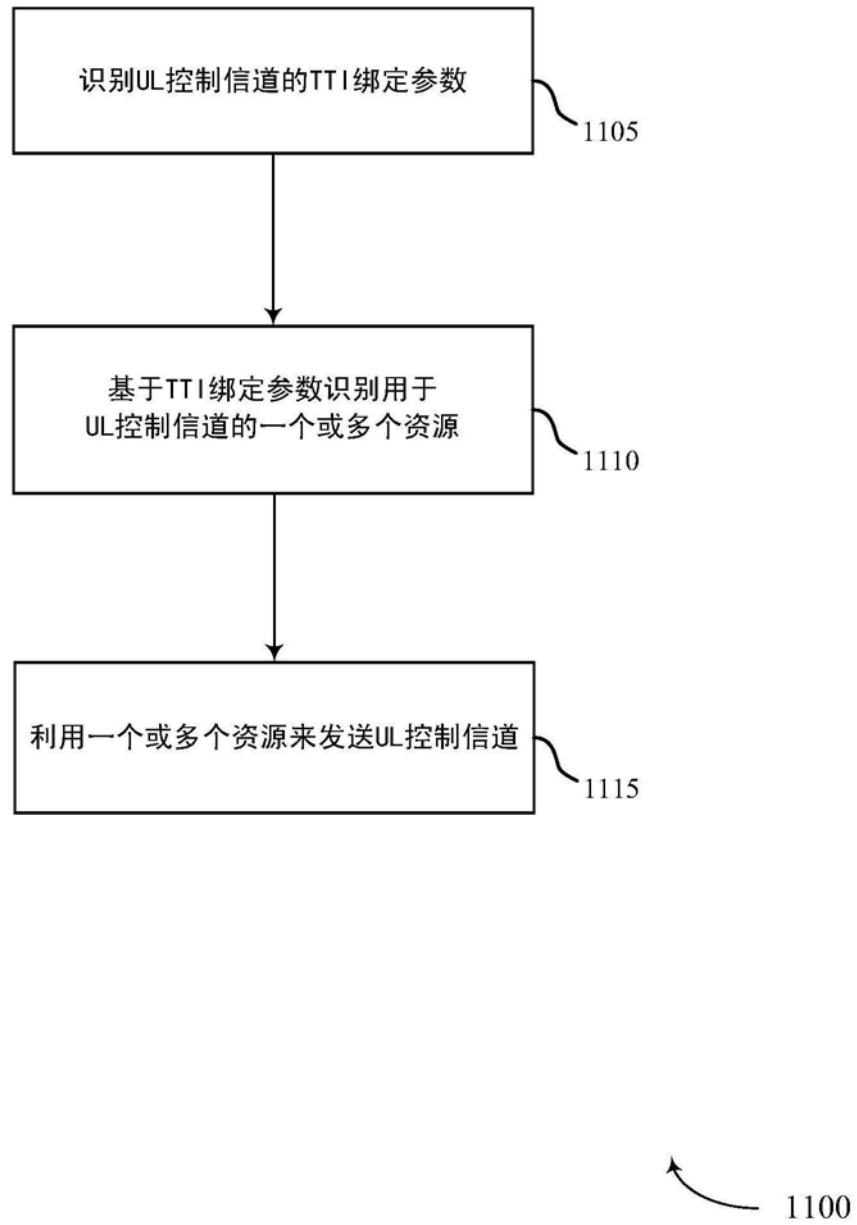 识别UL控制信道的TTI绑定参数
1105
基于TTI绑定参数识别用于
UL控制信道的一个或多个资源
1110
利用一个或多个资源来发送UL控制信道
1115
1100